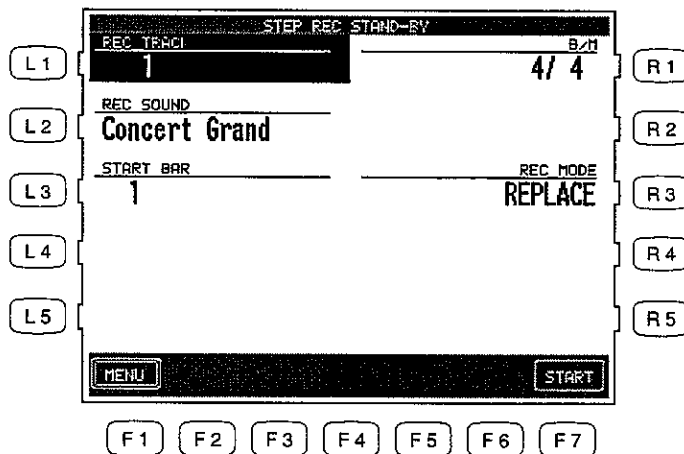 STEP REC STAND-BY
REC TRACK
1
B/M
4/ 4
REC SOUND
Concert Grand
START BAR
1
REC MODE
REPLACE
MENU
START
L1
L2
L3
L4
L5
R1
R2
R3
R4
R5
F1 F2 F3 F4 F5 F6 F7